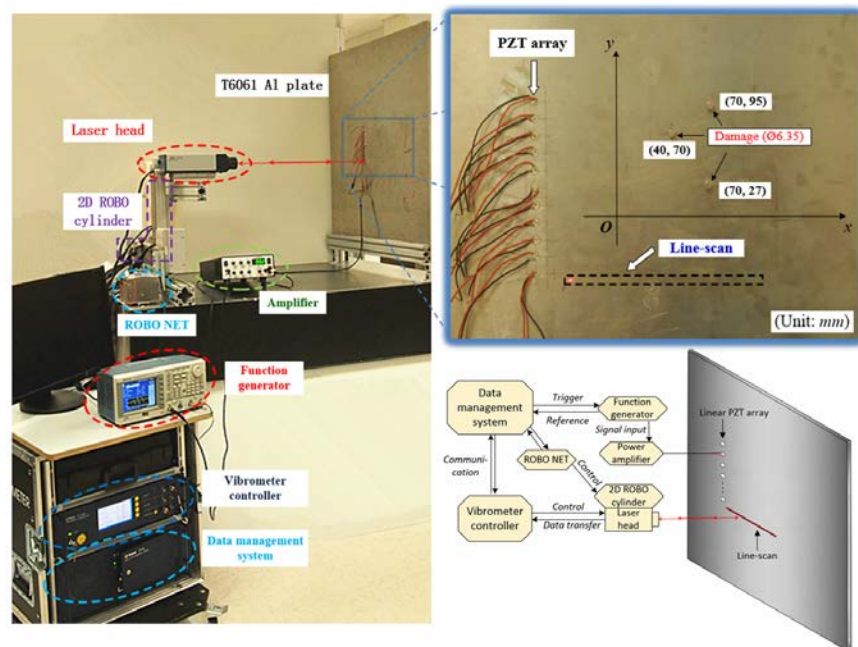 T6061 Al plate
Laser head
2D ROBO
cylinder
Amplifier
ROBO NET
Function
generator
Vibrometer
controller
Data management
system
PZT array
y
(70, 95)
Damage (Ø6.35)
(40, 70)
(70, 27)
O
x
Line-scan
(Unit: mm)
Data
management
system
Trigger
Reference
Function
generator
Signal input
Power
amplifier
Communi-
cation
ROBO NET
Control
2D ROBO
cylinder
Vibrometer
controller
Control
Data transfer
Laser
head
Linear PZT array
Line-scan